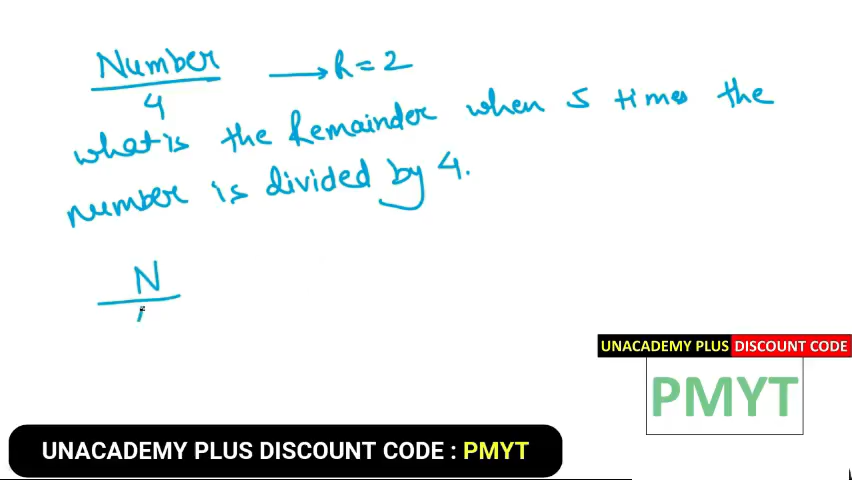 Number
4
→ R = 2
what is the Remainder when 5 times the
number is divided by 4.
N
UNACADEMY PLUS DISCOUNT CODE
PMYT
UNACADEMY PLUS DISCOUNT CODE : PMYT